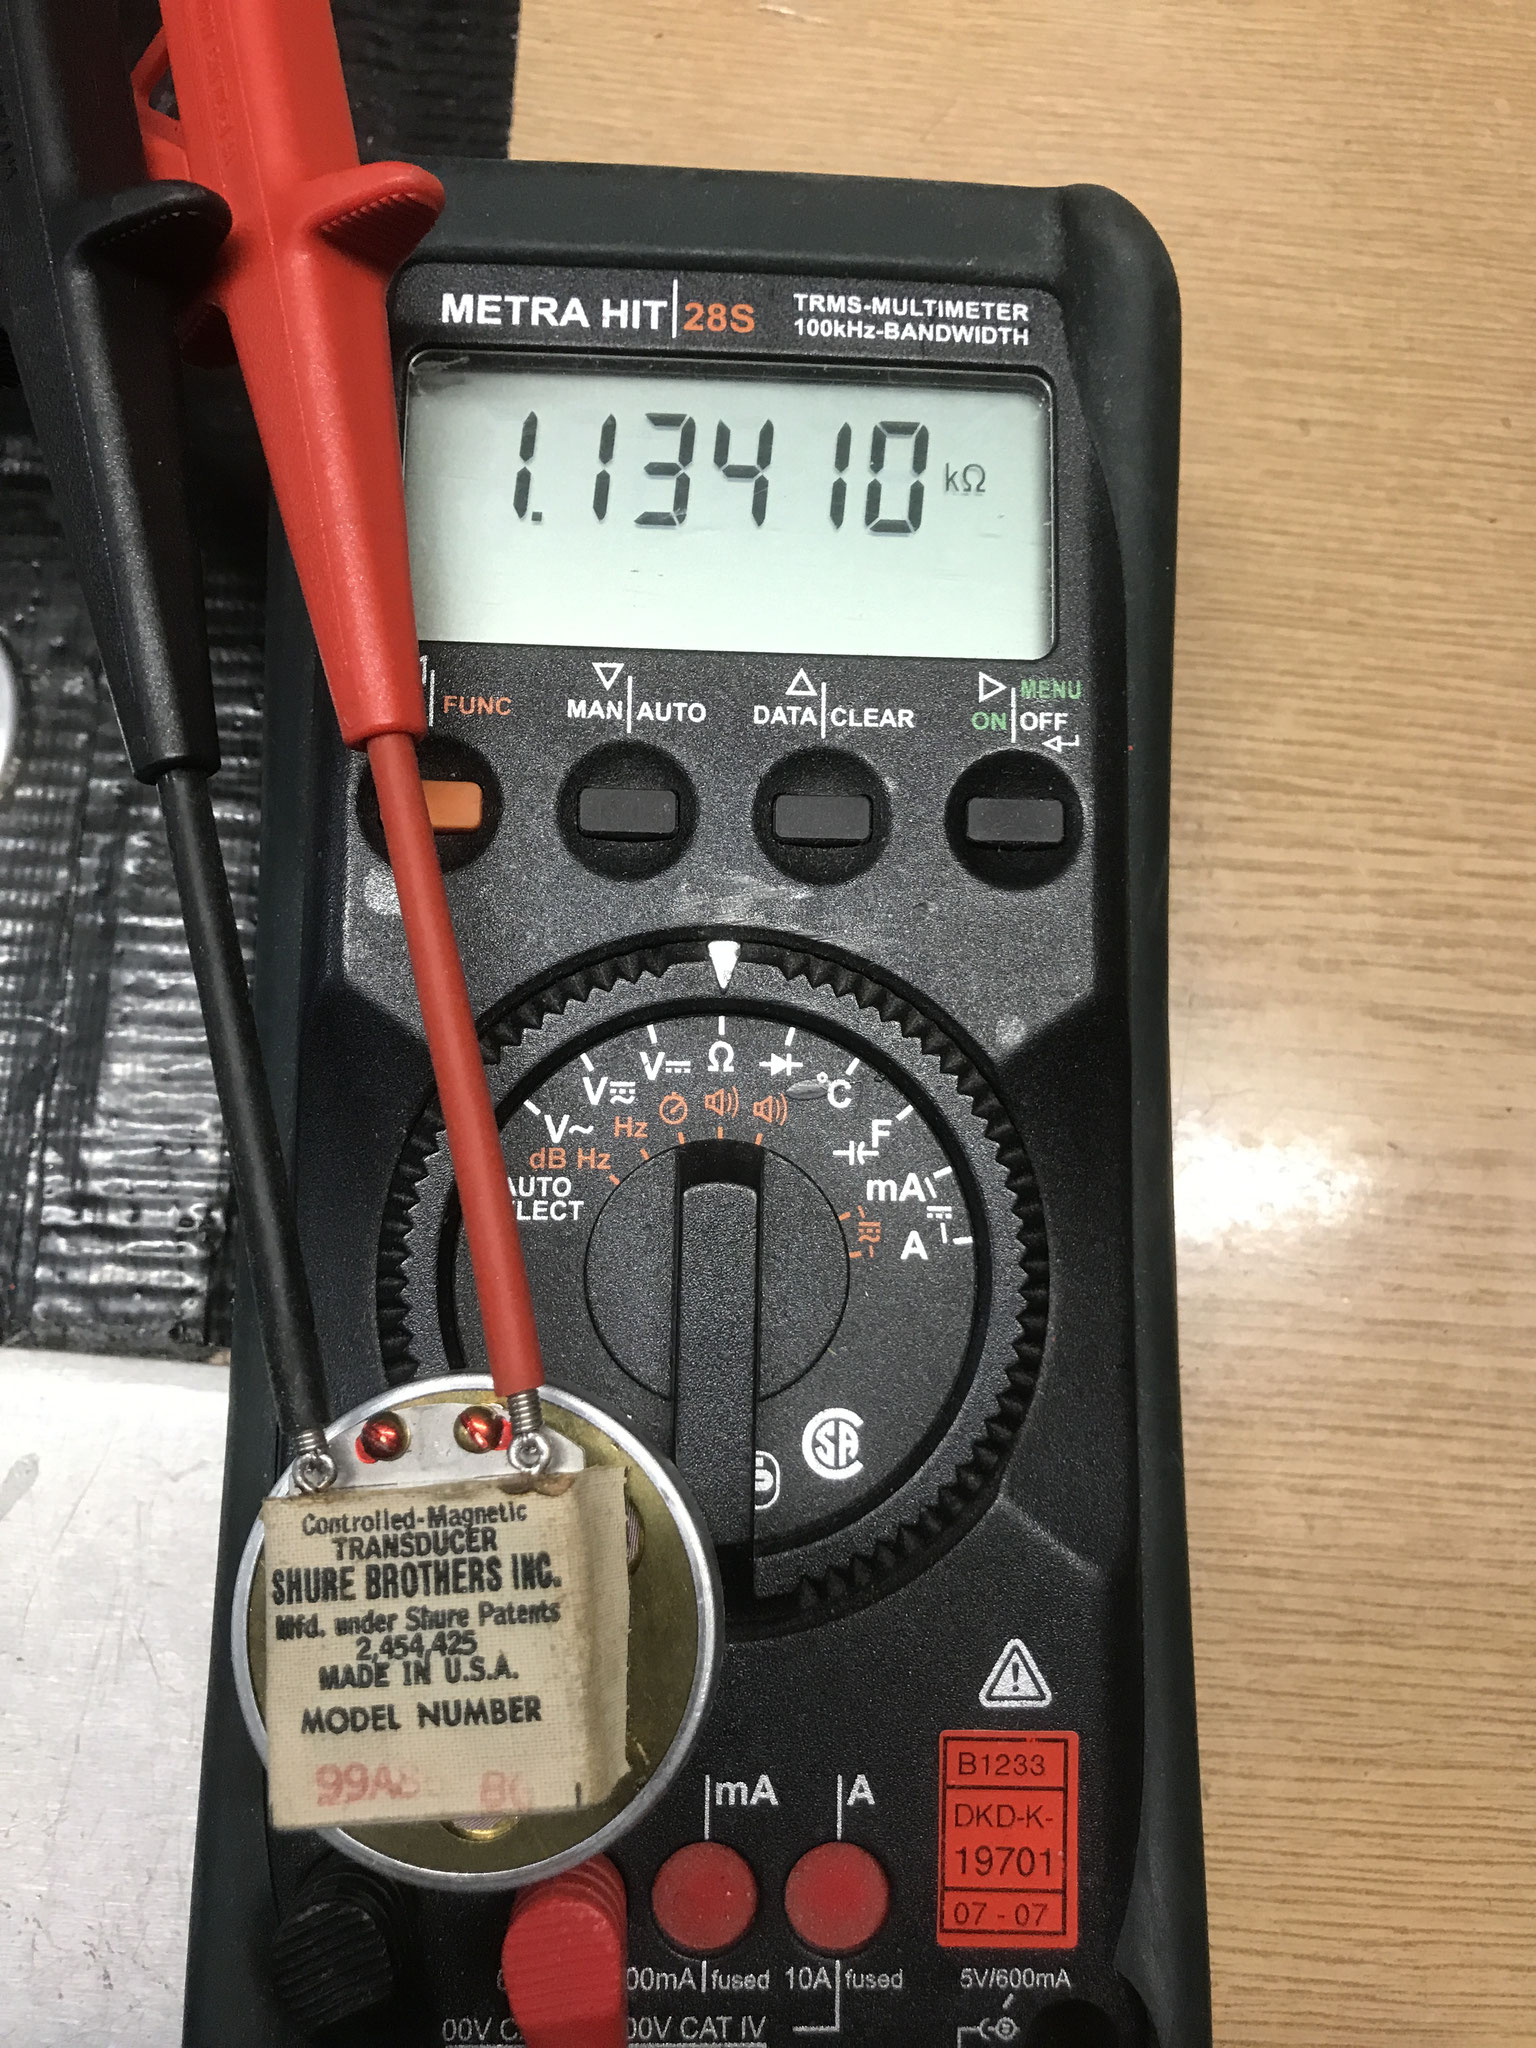 METRA HIT 28S
TRMS-MULTIMETER
100kHz-BANDWIDTH
1.13410 kΩ
FUNC
MAN AUTO
DATA CLEAR
MENU
ON OFF
V~
dB Hz
V
Hz
V
Ω
°C
F
mA
A
CSA
Controlled-Magnetic
TRANSDUCER
SHURE BROTHERS INC.
Mfd. under Shure Patents
2,454,425
MADE IN U.S.A.
MODEL NUMBER
mA
A
B1233
DKD-K-
19701
07 - 07
fused
10A fused
5V/600mA
CAT IV